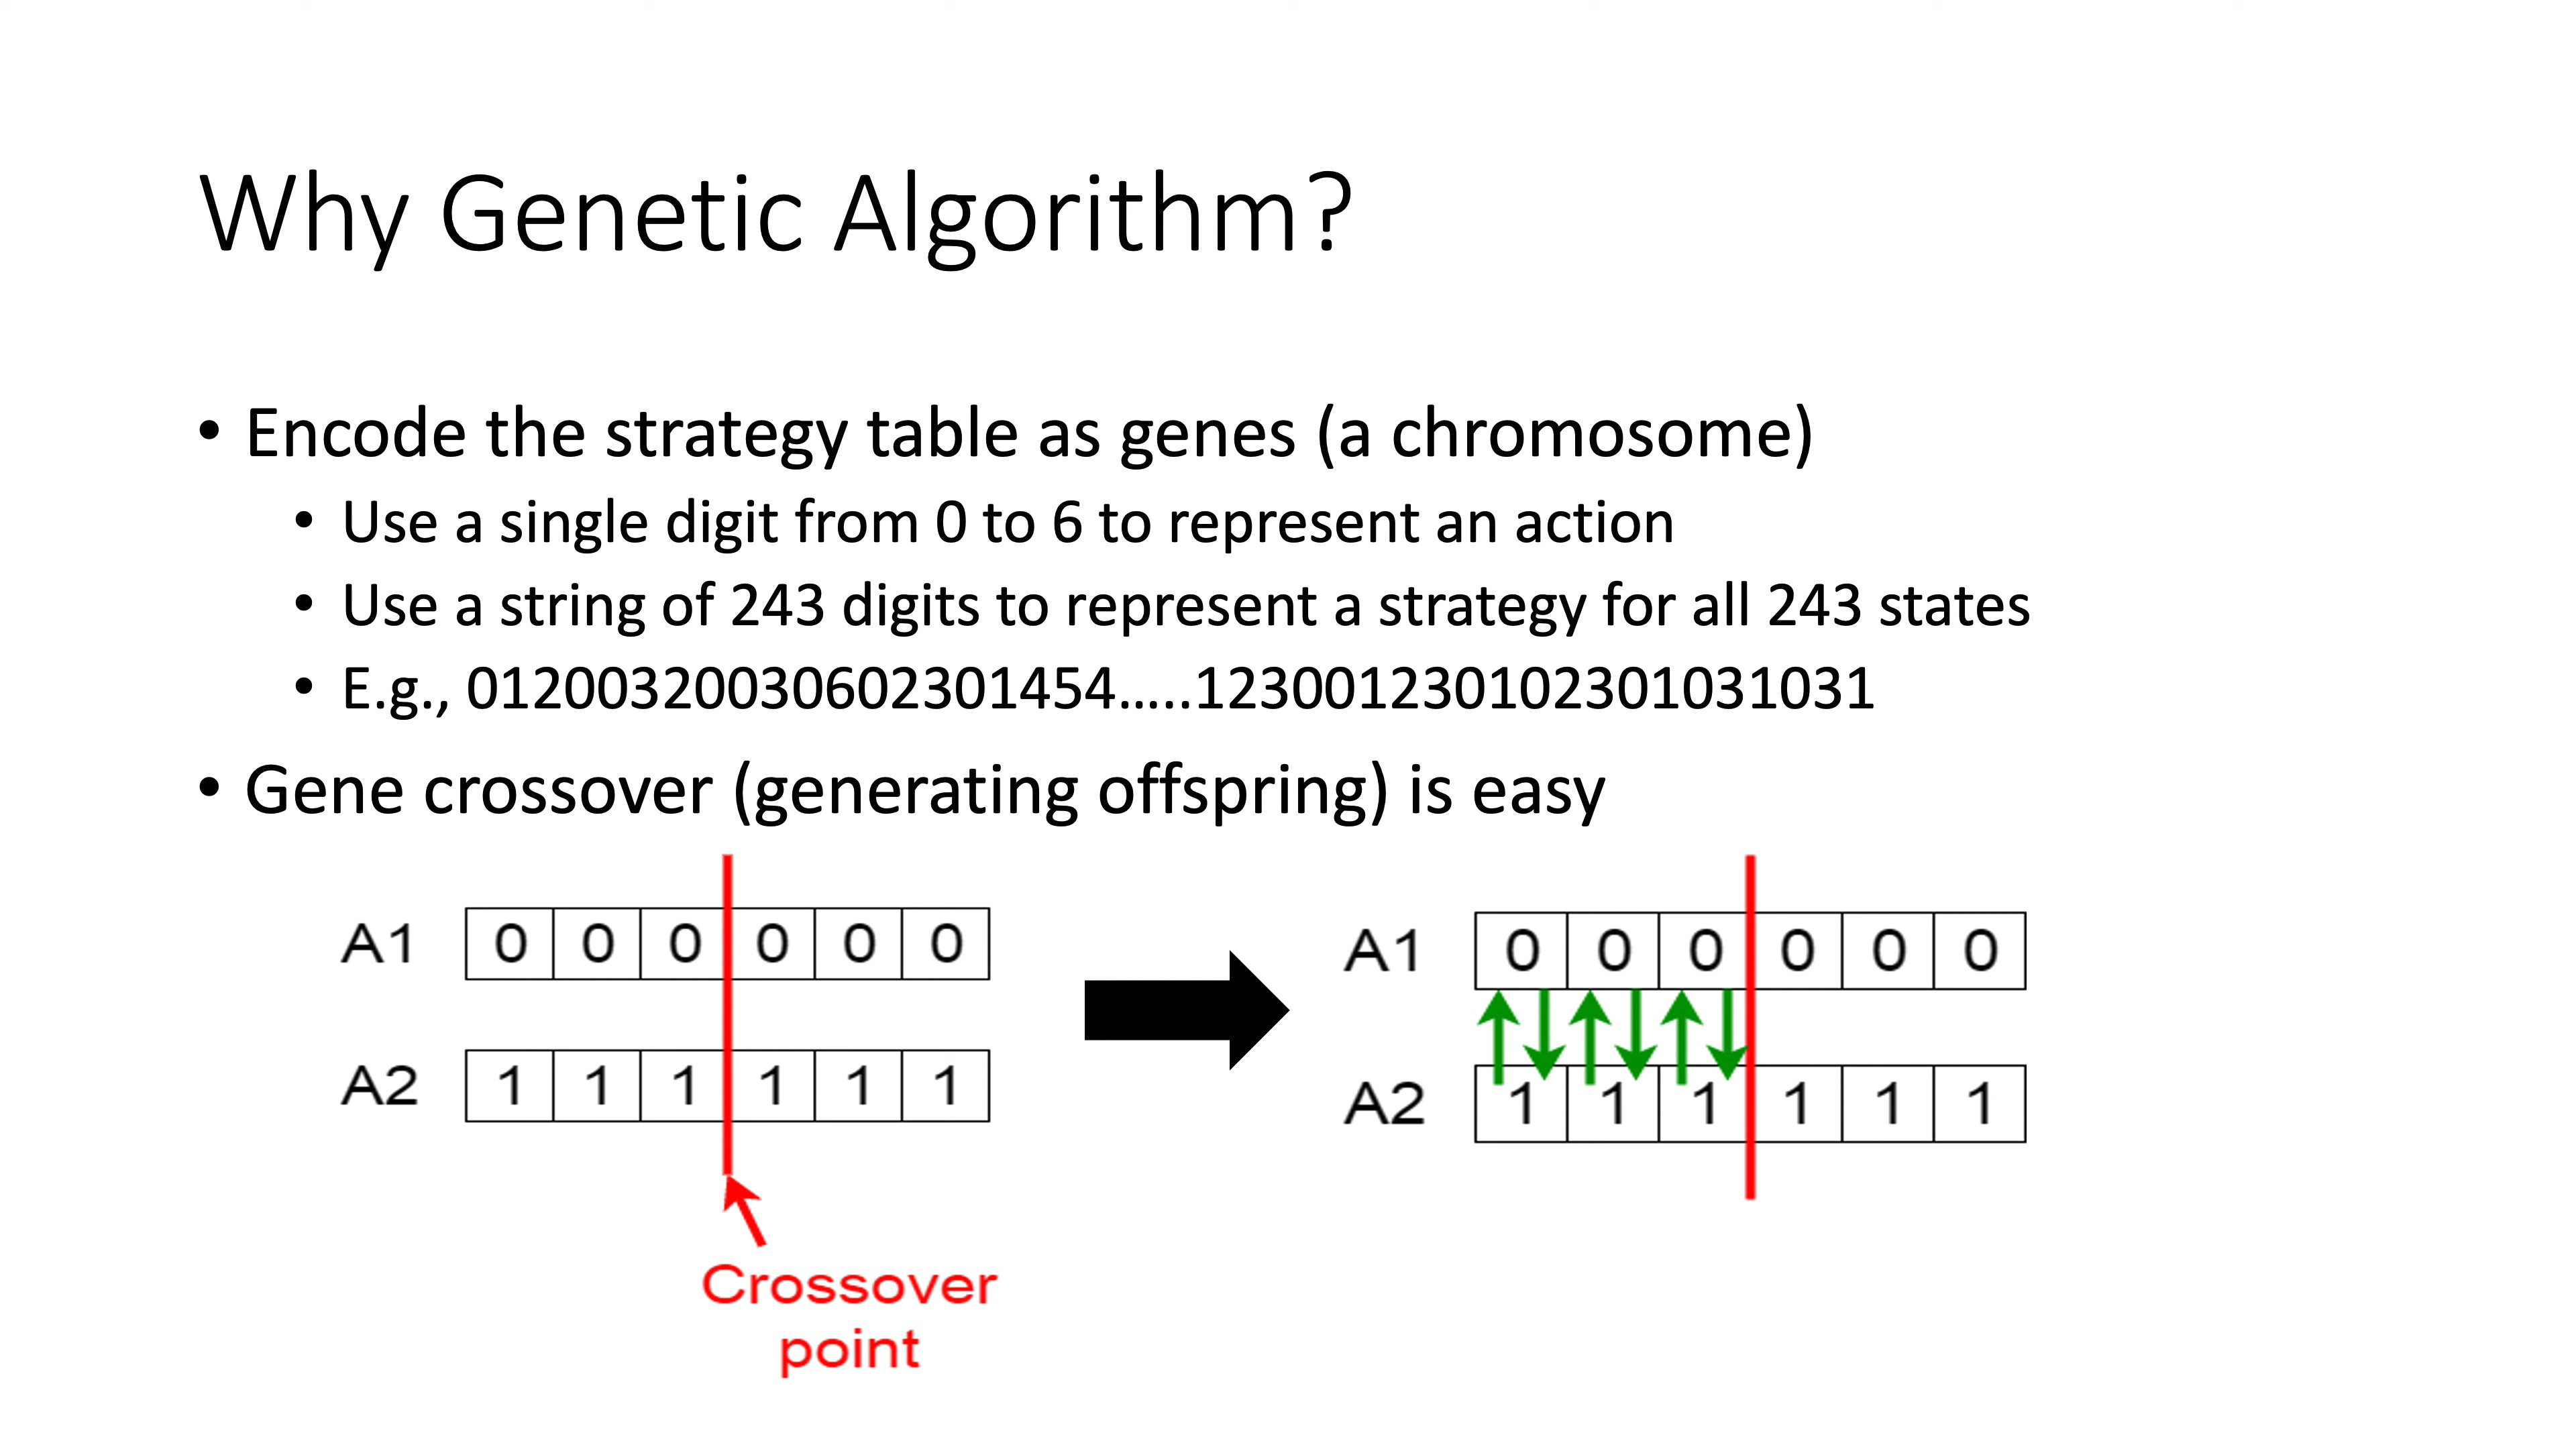 Why Genetic Algorithm?
• Encode the strategy table as genes (a chromosome)
• Use a single digit from 0 to 6 to represent an action
• Use a string of 243 digits to represent a strategy for all 243 states
• E.g., 01200320030602301454…..123001230102301031031
• Gene crossover (generating offspring) is easy
A1 0 0 0 0 0 0
A2 1 1 1 1 1 1
Crossover
point
A1 0 0 0 0 0 0
A2 1 1 1 1 1 1